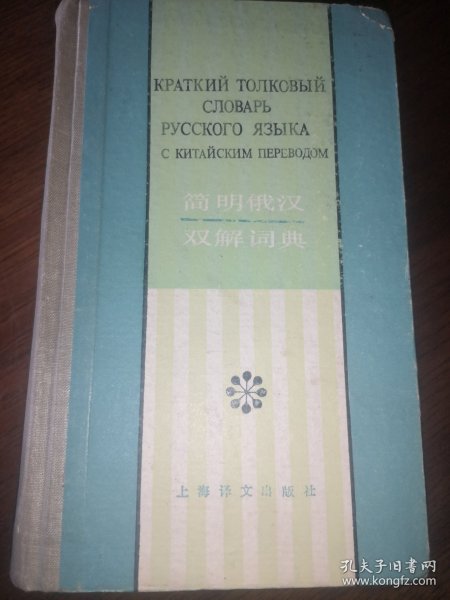 КРАТКИЙ ТОЛКОВЫЙ
СЛОВАРЬ
РУССКОГО ЯЗЫКА
С КИТАЙСКИМ ПЕРЕВОДОМ
简明俄汉
双解词典
上海译文出版社
孔夫子旧书网
www.kongfz.com